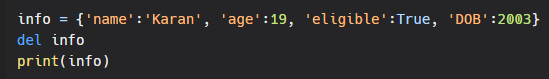 info = {'name':'Karan', 'age':19, 'eligible':True, 'DOB':2003}
del info
print(info)